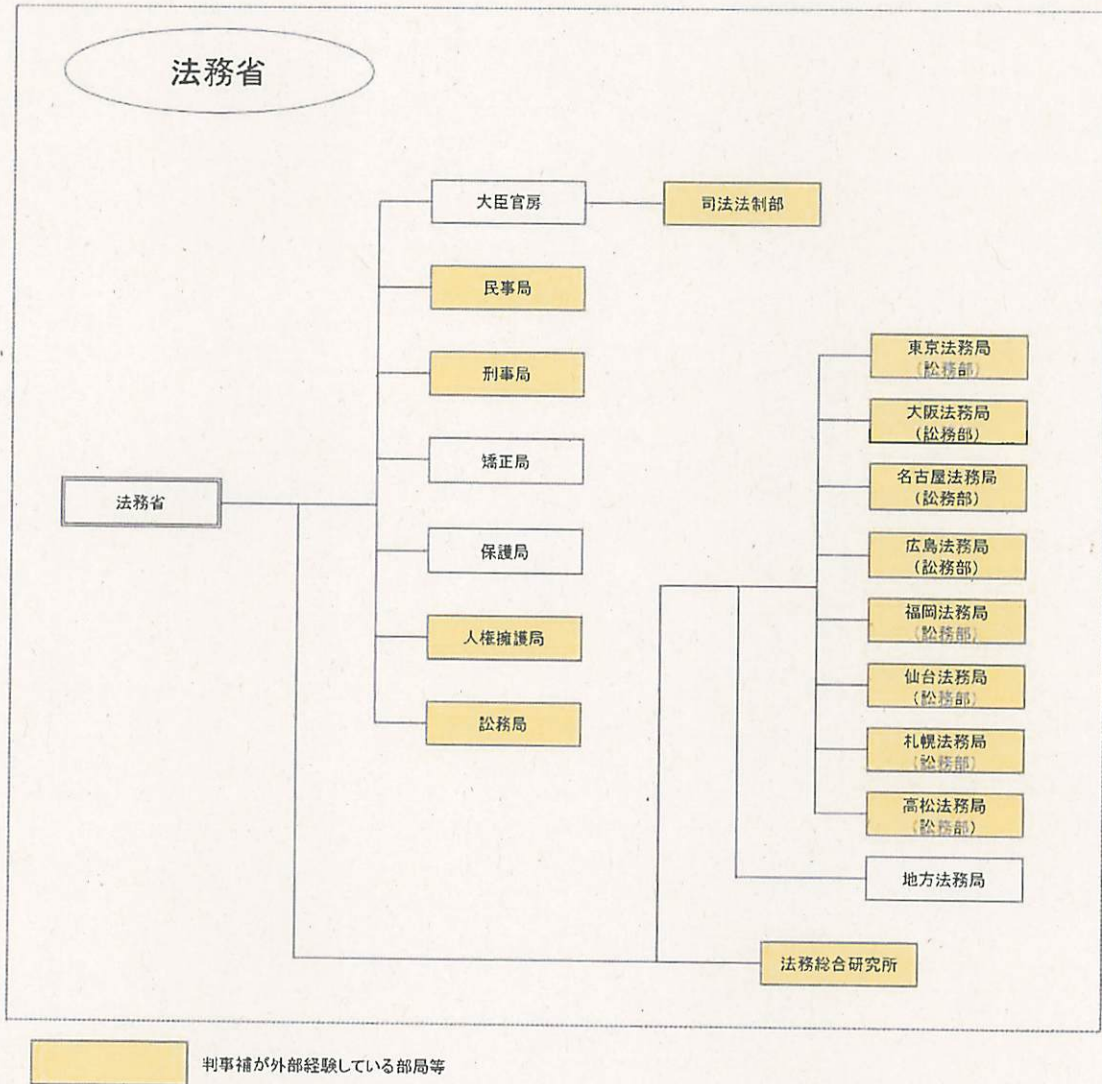 法務省
大臣官房
司法法制部
民事局
刑事局
矯正局
保護局
人権擁護局
訟務局
法務省
東京法務局
(訟務部)
大阪法務局
(訟務部)
名古屋法務局
(訟務部)
広島法務局
(訟務部)
福岡法務局
(訟務部)
仙台法務局
(訟務部)
札幌法務局
(訟務部)
高松法務局
(訟務部)
地方法務局
法務総合研究所
判事補が外部経験している部局等